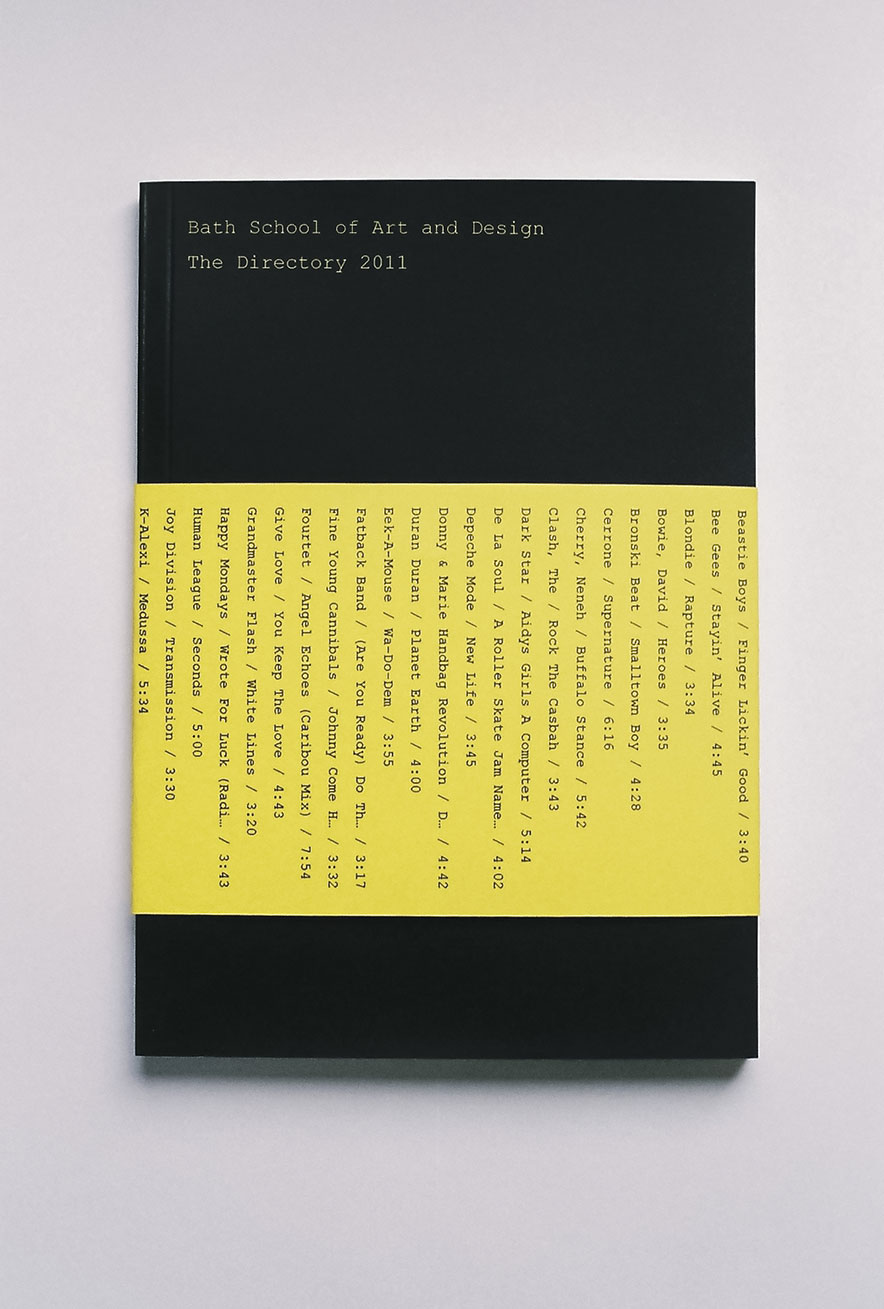 Bath School of Art and Design
The Directory 2011
Beastie Boys / Finger Lickin' Good / 3:40
Bee Gees / Stayin' Alive / 4:45
Blondie / Rapture / 3:34
Bowie, David / Heroes / 3:35
Bronski Beat / Smalltown Boy / 4:28
Cerrone / Supernature / 6:16
Cherry, Neneh / Buffalo Stance / 5:42
Clash, The / Rock The Casbah / 3:43
Dark Star / Aidys Girls A Computer / 5:14
De La Soul / A Roller Skate Jam Name… / 4:02
Depeche Mode / New Life / 3:45
Donny & Marie Handbag Revolution / D… / 4:42
Duran Duran / Planet Earth / 4:00
Eek-A-Mouse / Wa-Do-Dem / 3:55
Fatback Band / (Are You Ready) Do Th… / 3:17
Fine Young Cannibals / Johnny Come H… / 3:32
Fourtet / Angel Echoes (Caribou Mix) / 7:54
Give Love / You Keep The Love / 4:43
Grandmaster Flash / White Lines / 3:20
Happy Mondays / Wrote For Luck (Radi… / 3:43
Human League / Seconds / 5:00
Joy Division / Transmission / 3:30
K-Alexi / Medussa / 5:34